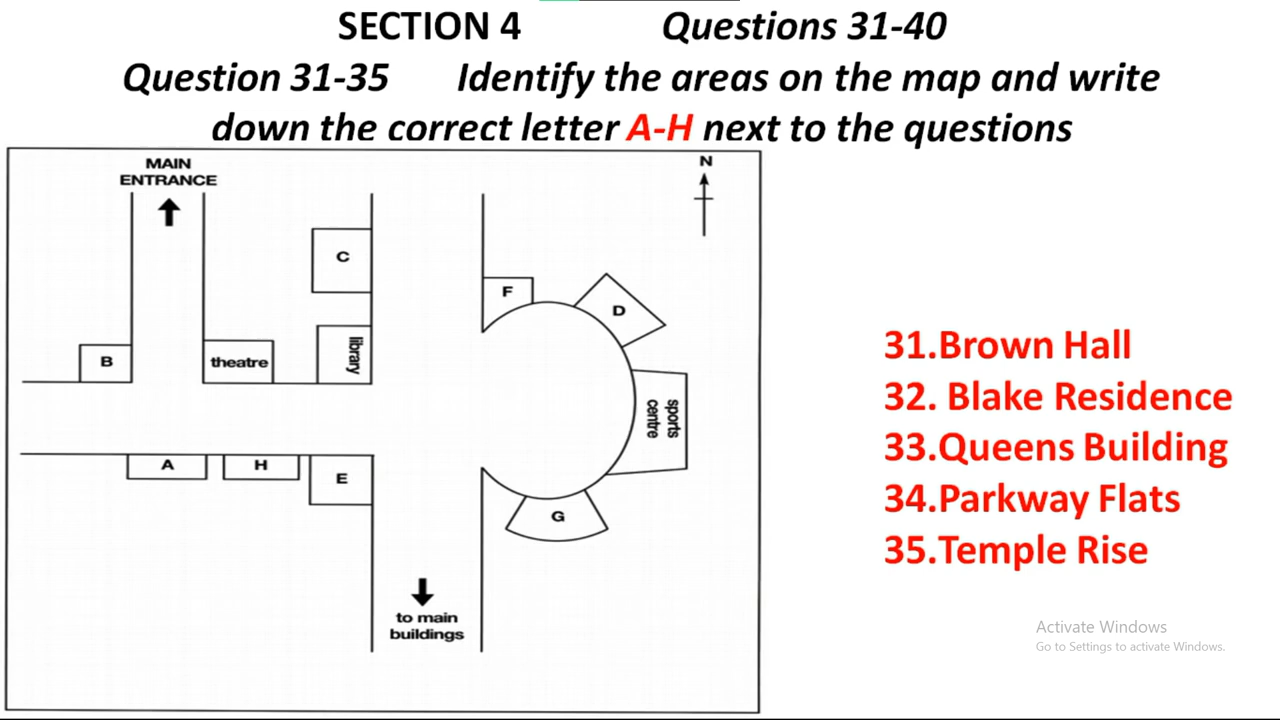 SECTION 4 Questions 31-40
Question 31-35 Identify the areas on the map and write
down the correct letter A-H next to the questions
MAIN
ENTRANCE
N
C
F
D
B
theatre
library
sports
centre
A
H
E
G
to main
buildings
31.Brown Hall
32. Blake Residence
33.Queens Building
34.Parkway Flats
35.Temple Rise
Activate Windows
Go to Settings to activate Windows.